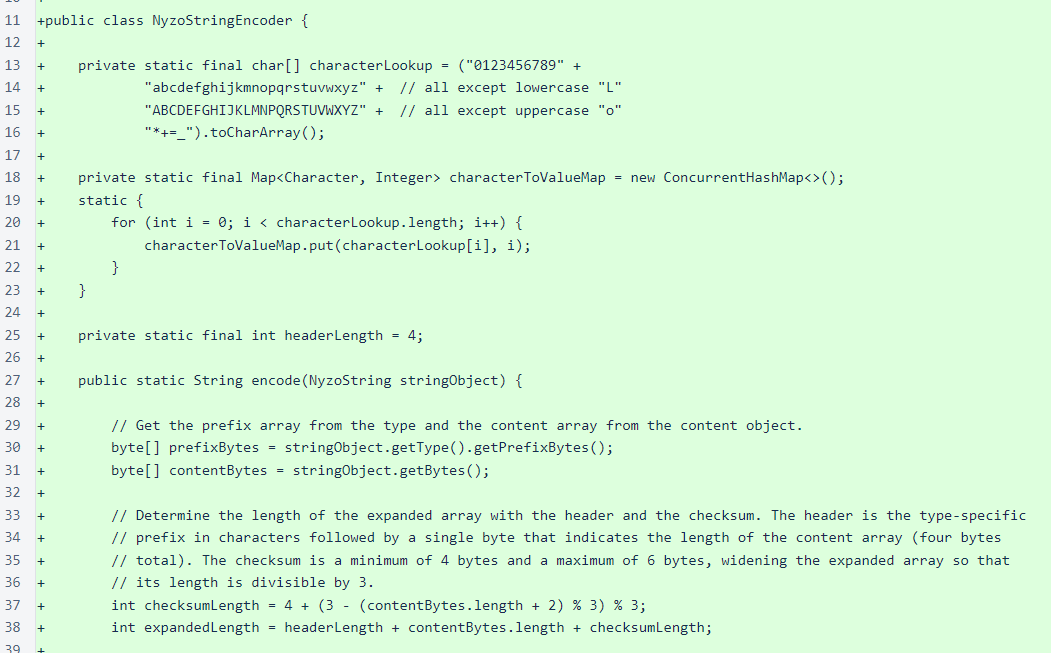 11 +public class NyzoStringEncoder {
12 +
13 +    private static final char[] characterLookup = ("0123456789" +
14 +            "abcdefghijkmnopqrstuvwxyz" +  // all except lowercase "L"
15 +            "ABCDEFGHIJKLMNPQRSTUVWXYZ" +  // all except uppercase "o"
16 +            "*+=_").toCharArray();
17 +
18 +    private static final Map<Character, Integer> characterToValueMap = new ConcurrentHashMap<>();
19 +    static {
20 +        for (int i = 0; i < characterLookup.length; i++) {
21 +            characterToValueMap.put(characterLookup[i], i);
22 +        }
23 +    }
24 +
25 +    private static final int headerLength = 4;
26 +
27 +    public static String encode(NyzoString stringObject) {
28 +
29 +        // Get the prefix array from the type and the content array from the content object.
30 +        byte[] prefixBytes = stringObject.getType().getPrefixBytes();
31 +        byte[] contentBytes = stringObject.getBytes();
32 +
33 +        // Determine the length of the expanded array with the header and the checksum. The header is the type-specific
34 +        // prefix in characters followed by a single byte that indicates the length of the content array (four bytes
35 +        // total). The checksum is a minimum of 4 bytes and a maximum of 6 bytes, widening the expanded array so that
36 +        // its length is divisible by 3.
37 +        int checksumLength = 4 + (3 - (contentBytes.length + 2) % 3) % 3;
38 +        int expandedLength = headerLength + contentBytes.length + checksumLength;
39 +